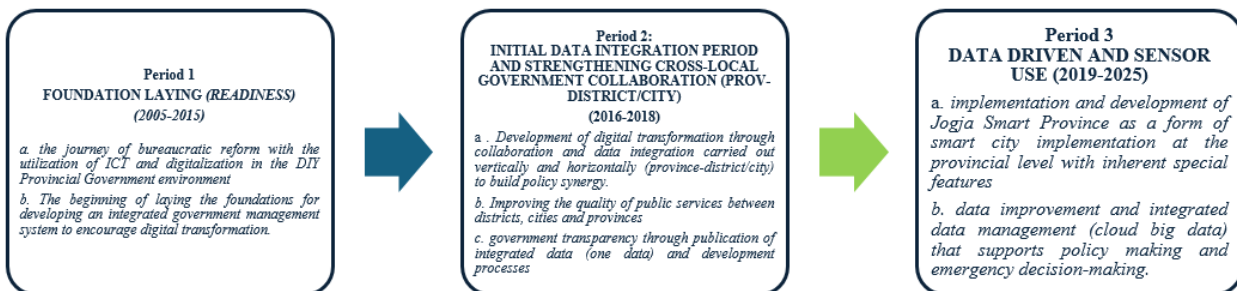 Period 1
FOUNDATION LAYING (READINESS)
(2005-2015)
a. the journey of bureaucratic reform with the
utilization of ICT and digitalization in the DIY
Provincial Government environment
b. The beginning of laying the foundations for
developing an integrated government management
system to encourage digital transformation.
Period 2:
INITIAL DATA INTEGRATION PERIOD
AND STRENGTHENING CROSS-LOCAL
GOVERNMENT COLLABORATION (PROV-
DISTRICT/CITY)
(2016-2018)
a . Development of digital transformation through
collaboration and data integration carried out
vertically and horizontally (province-district/city)
to build policy synergy.
b. Improving the quality of public services between
districts, cities and provinces
c. government transparency through publication of
integrated data (one data) and development
processes
Period 3
DATA DRIVEN AND SENSOR
USE (2019-2025)
a. implementation and development of
Jogja Smart Province as a form of
smart city implementation at the
provincial level with inherent special
features
b. data improvement and integrated
data management (cloud big data)
that supports policy making and
emergency decision-making.